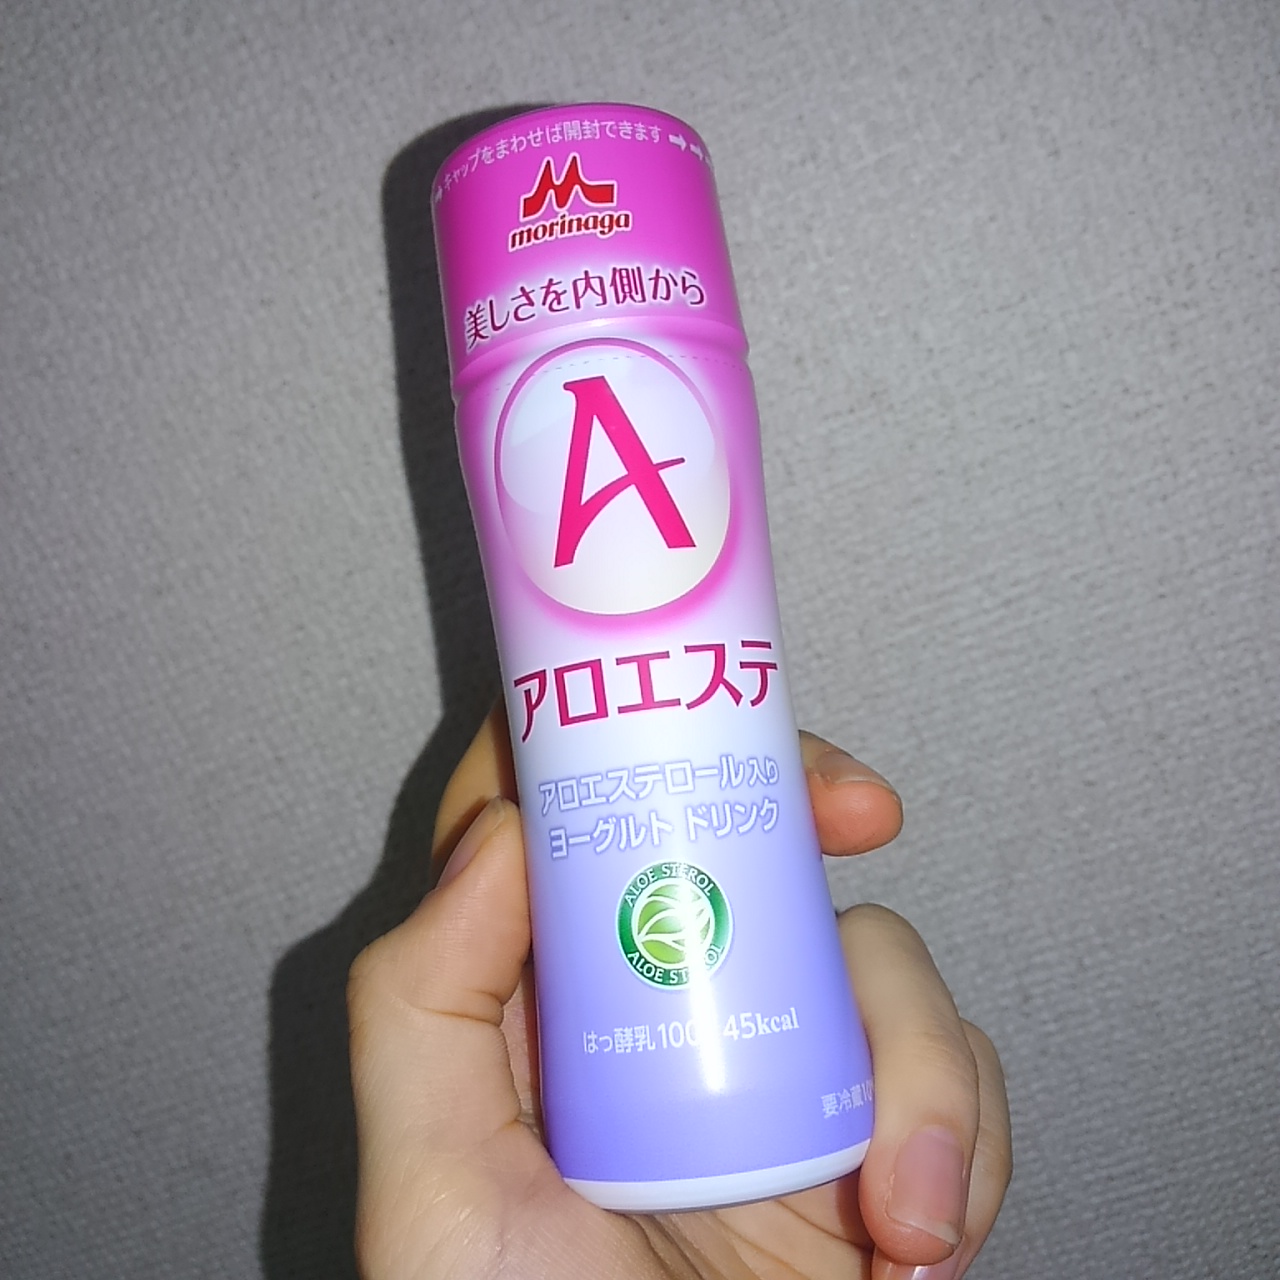 キャップをまわせば開封できます
morinaga
美しさを内側から
A
アロエステ
アロエステロール入り
ヨーグルト ドリンク
ALOE STEROL
ALOE STEROL
はっ酵乳 100 45kcal
要冷蔵10